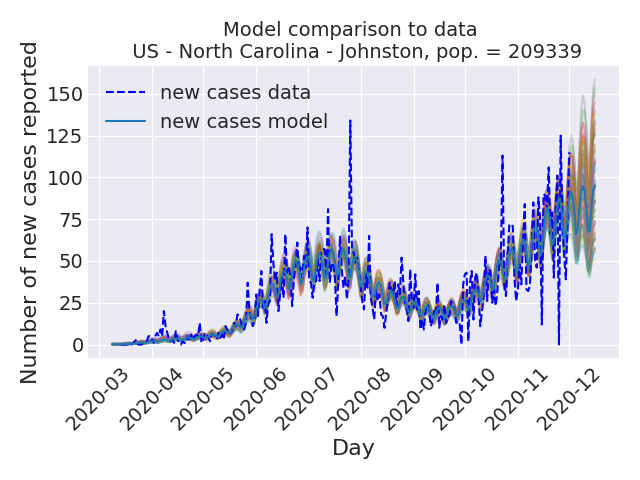 Model comparison to data
US - North Carolina - Johnston, pop. = 209339
Number of new cases reported
150
125
100
75
50
25
0
new cases data
new cases model
2020-03
2020-04
2020-05
2020-06
2020-07
2020-08
2020-09
2020-10
2020-11
2020-12
Day